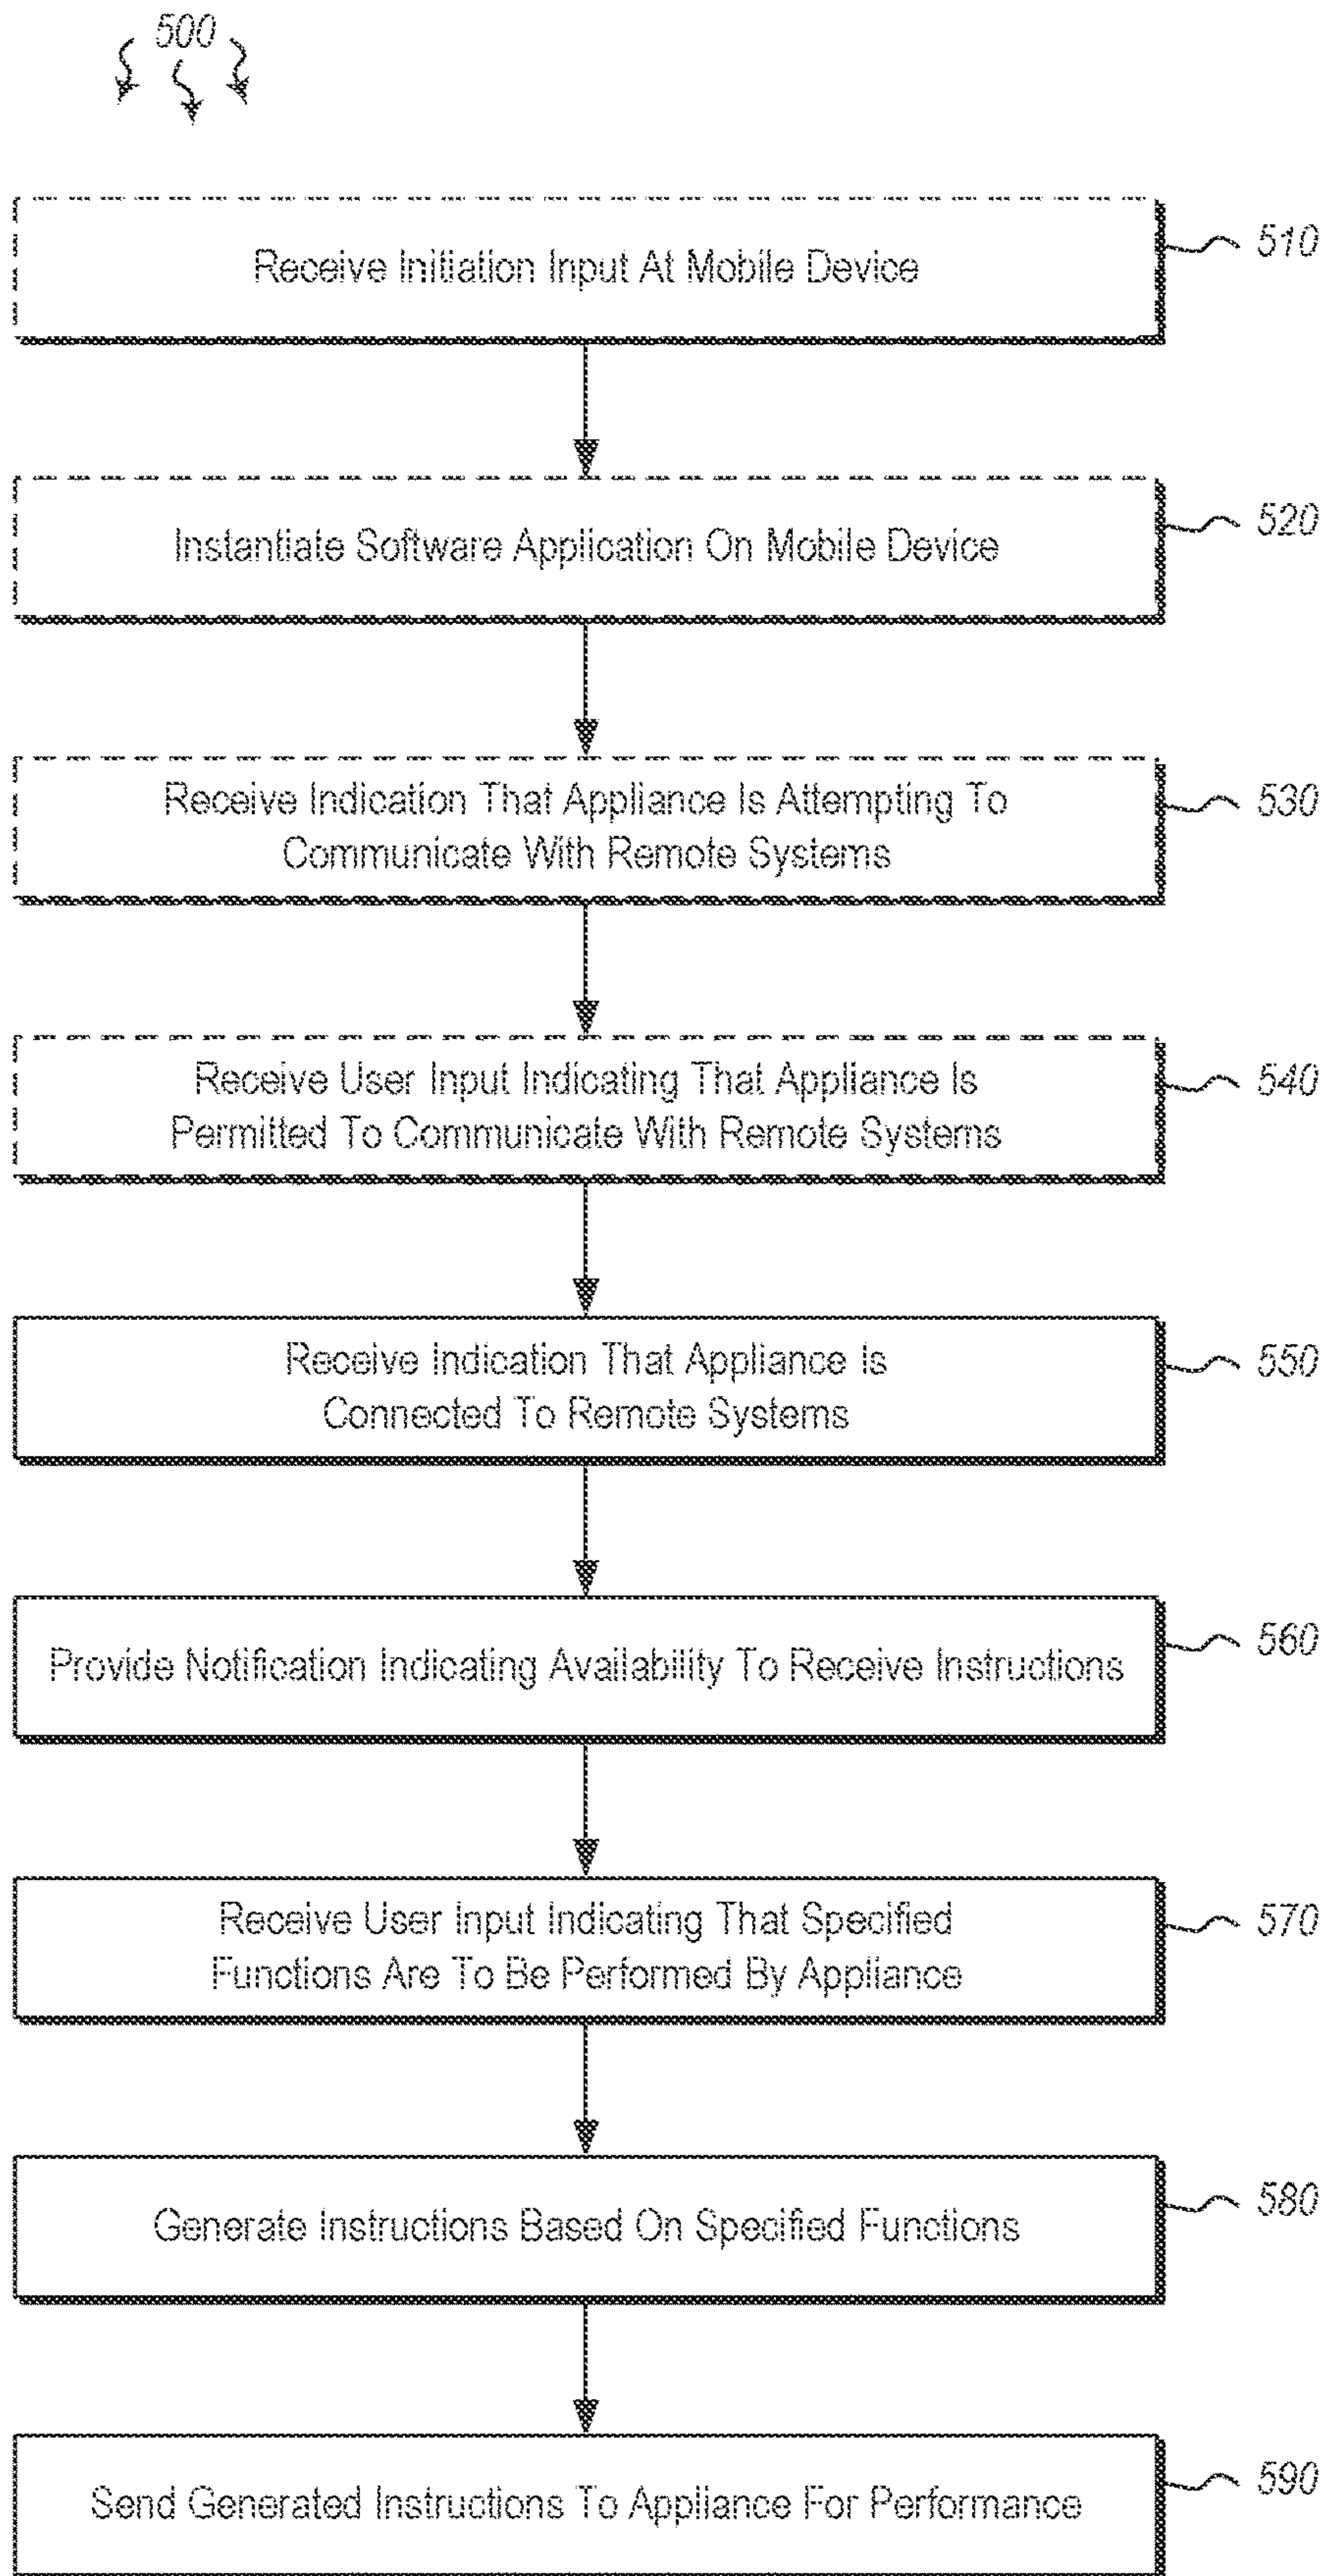 500
Receive Initiation Input At Mobile Device
510
Instantiate Software Application On Mobile Device
520
Receive Indication That Appliance Is Attempting To
Communicate With Remote Systems
530
Receive User Input Indicating That Appliance Is
Permitted To Communicate With Remote Systems
540
Receive Indication That Appliance Is
Connected To Remote Systems
550
Provide Notification Indicating Availability To Receive Instructions
560
Receive User Input Indicating That Specified
Functions Are To Be Performed By Appliance
570
Generate Instructions Based On Specified Functions
580
Send Generated Instructions To Appliance For Performance
590